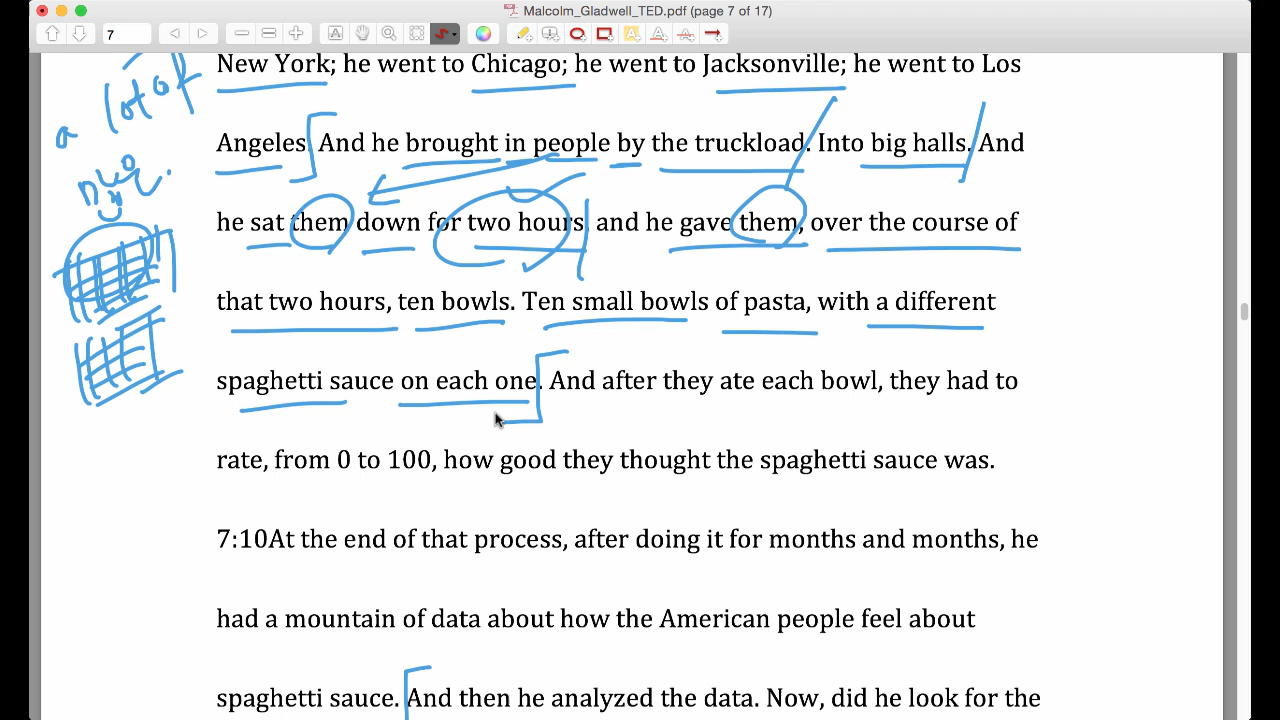 Malcolm_Gladwell_TED.pdf (page 7 of 17)
7
New York; he went to Chicago; he went to Jacksonville; he went to Los
a lot of
Angeles. And he brought in people by the truckload. Into big halls. And
he sat them down for two hours, and he gave them, over the course of
that two hours, ten bowls. Ten small bowls of pasta, with a different
spaghetti sauce on each one. And after they ate each bowl, they had to
rate, from 0 to 100, how good they thought the spaghetti sauce was.
7:10At the end of that process, after doing it for months and months, he
had a mountain of data about how the American people feel about
spaghetti sauce. And then he analyzed the data. Now, did he look for the